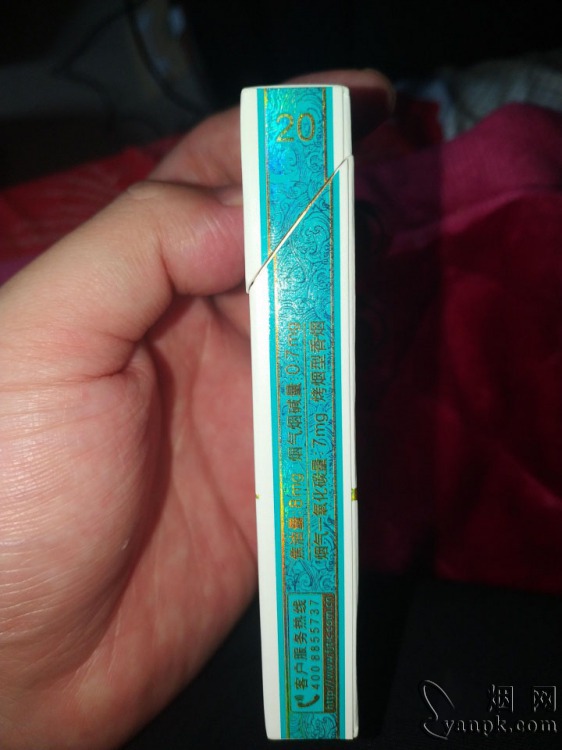 20
焦油量:8mg 烟气烟碱量:0.7mg
烟气一氧化碳量:7mg 烤烟型香烟
客户服务热线
4008855737
烟网
yanpk.com